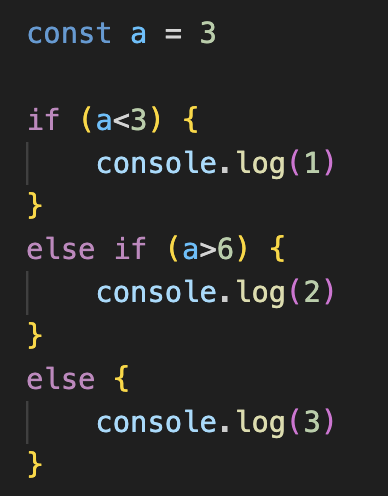 const a = 3
if (a<3) {
    console.log(1)
}
else if (a>6) {
    console.log(2)
}
else {
    console.log(3)
}